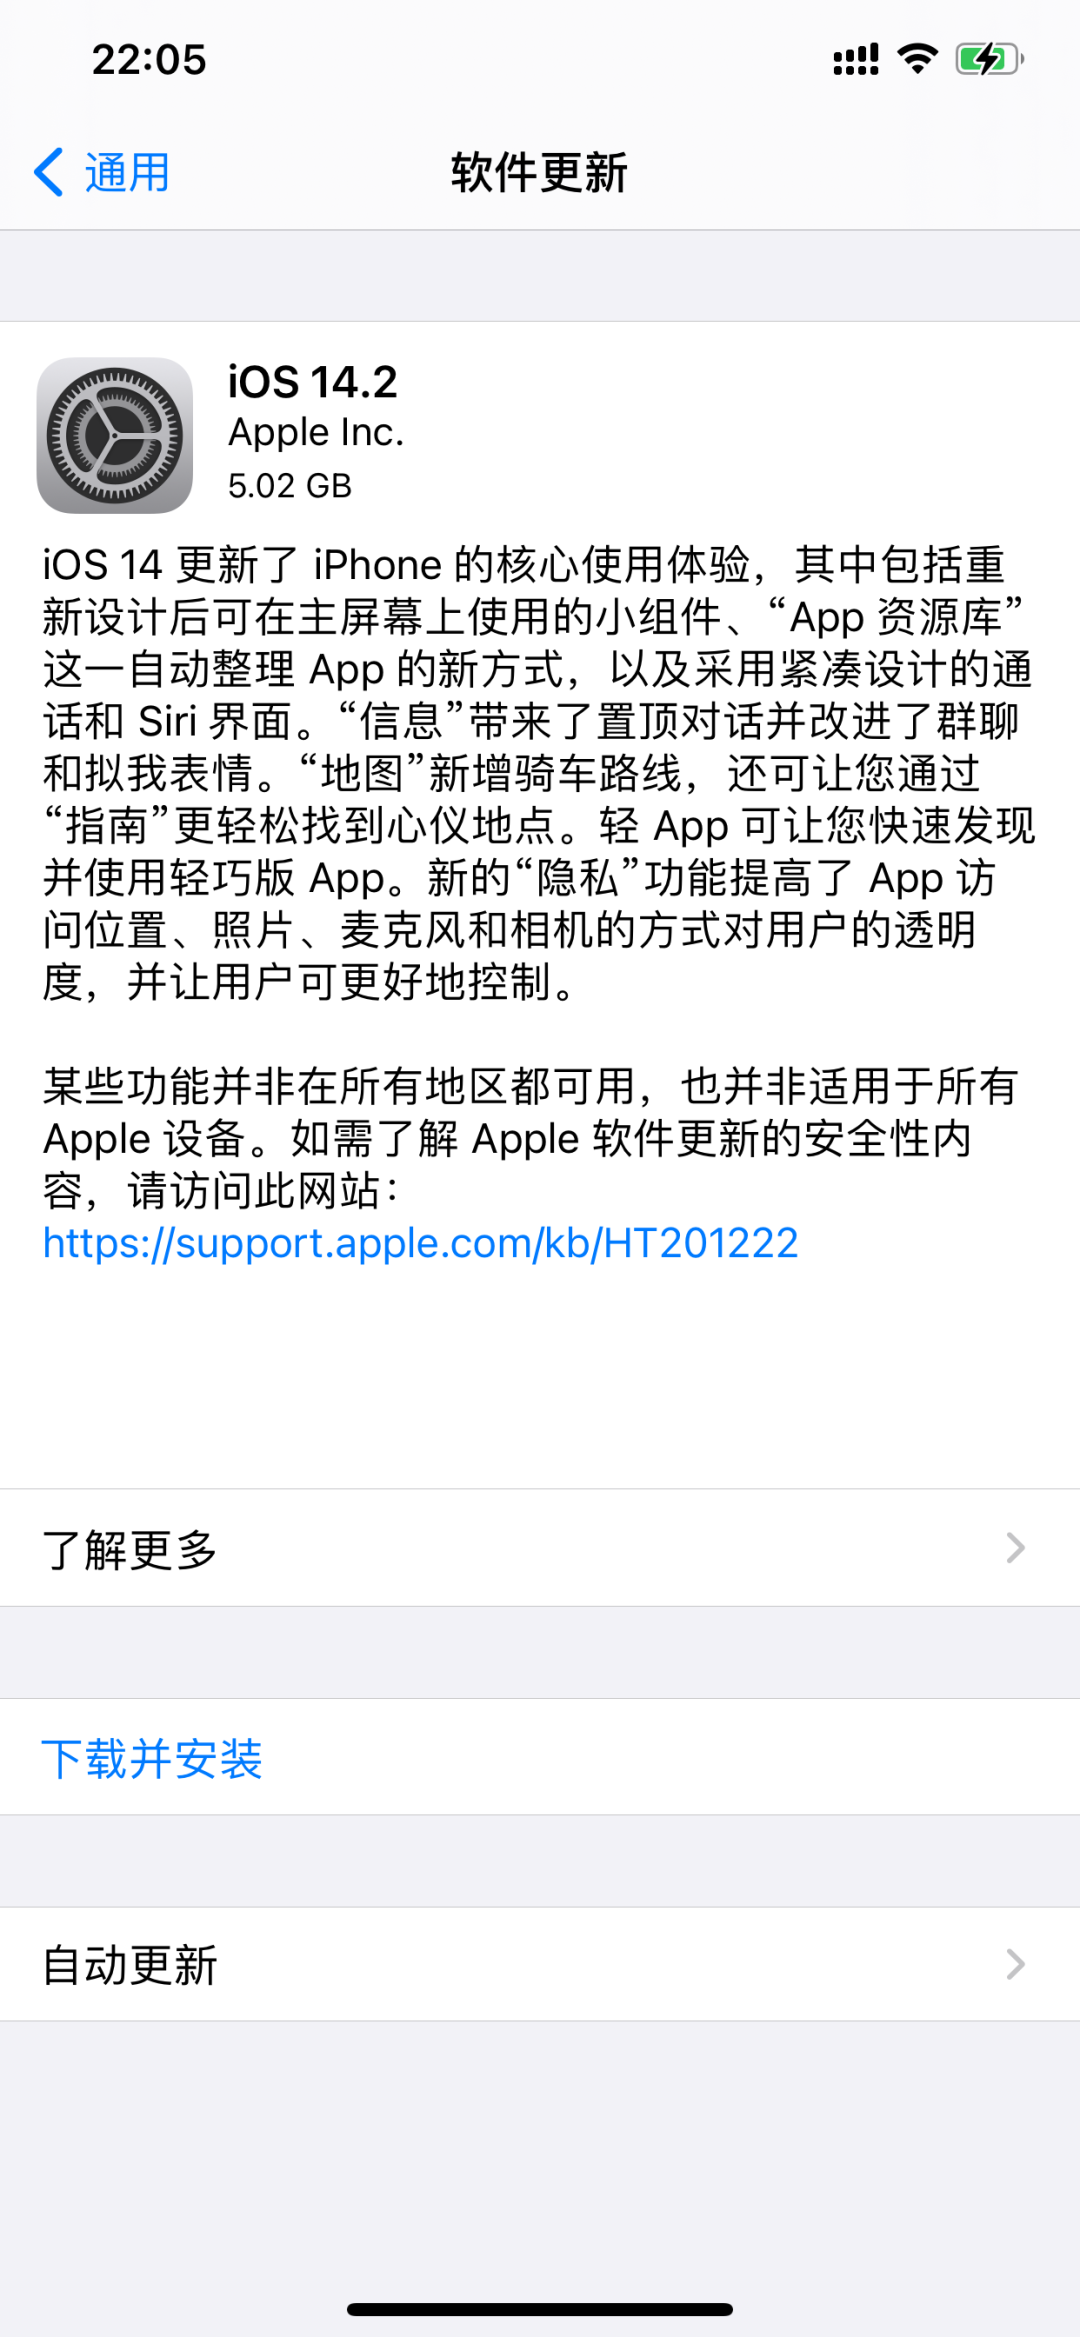 22:05
通用
软件更新
iOS 14.2
Apple Inc.
5.02 GB
iOS 14 更新了 iPhone 的核心使用体验，其中包括重
新设计后可在主屏幕上使用的小组件、“App 资源库”
这一自动整理 App 的新方式，以及采用紧凑设计的通
话和 Siri 界面。“信息”带来了置顶对话并改进了群聊
和拟我表情。“地图”新增骑车路线，还可让您通过
“指南”更轻松找到心仪地点。轻 App 可让您快速发现
并使用轻巧版 App。新的“隐私”功能提高了 App 访
问位置、照片、麦克风和相机的方式对用户的透明
度，并让用户可更好地控制。
某些功能并非在所有地区都可用，也并非适用于所有
Apple 设备。如需了解 Apple 软件更新的安全性内
容，请访问此网站：
https://support.apple.com/kb/HT201222
了解更多
下载并安装
自动更新